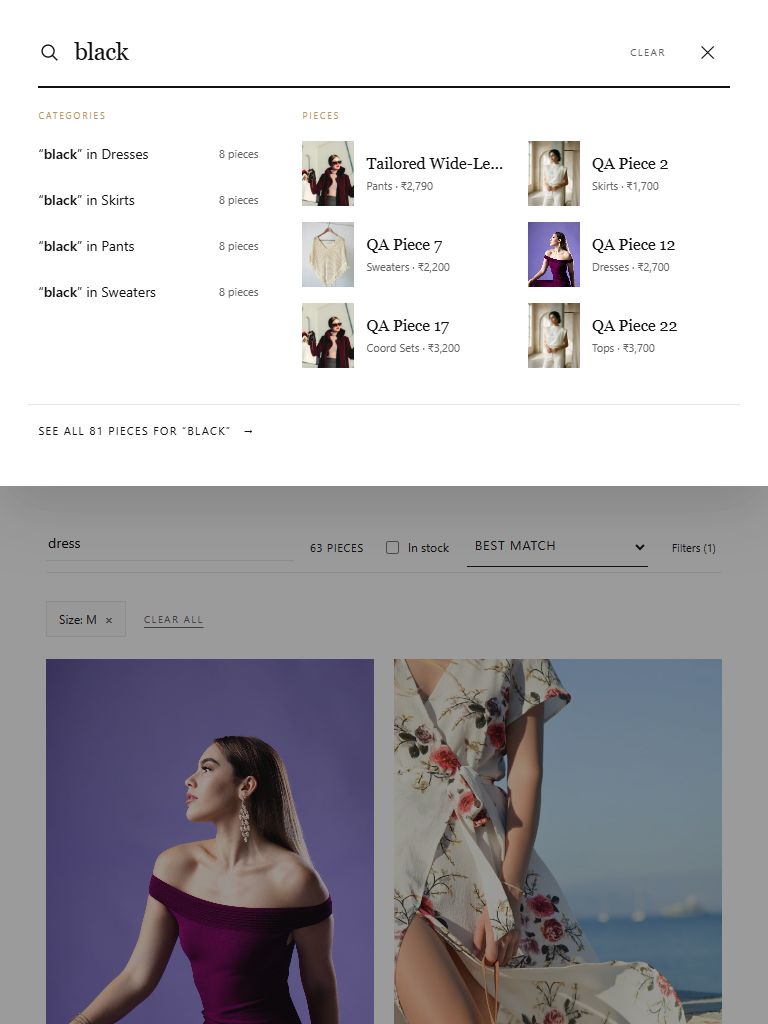 black
CLEAR
CATEGORIES
“black” in Dresses 8 pieces
“black” in Skirts 8 pieces
“black” in Pants 8 pieces
“black” in Sweaters 8 pieces
PIECES
Tailored Wide-Le...
Pants · ₹2,790
QA Piece 2
Skirts · ₹1,700
QA Piece 7
Sweaters · ₹2,200
QA Piece 12
Dresses · ₹2,700
QA Piece 17
Coord Sets · ₹3,200
QA Piece 22
Tops · ₹3,700
SEE ALL 81 PIECES FOR “BLACK” →
dress
63 PIECES
In stock
BEST MATCH
Filters (1)
Size: M ×
CLEAR ALL